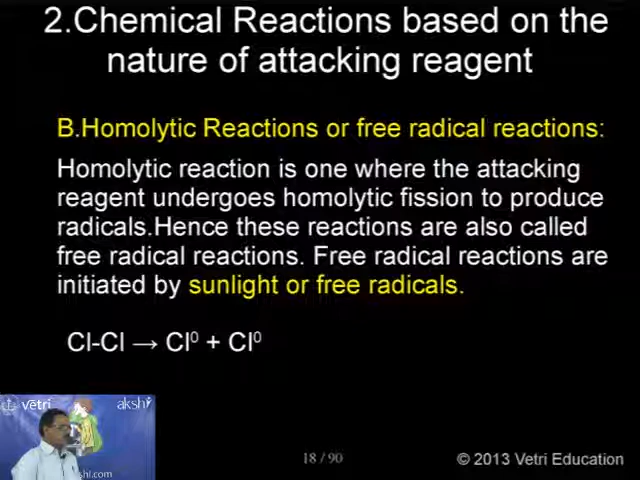 2.Chemical Reactions based on the
nature of attacking reagent
B.Homolytic Reactions or free radical reactions:
Homolytic reaction is one where the attacking
reagent undergoes homolytic fission to produce
radicals.Hence these reactions are also called
free radical reactions. Free radical reactions are
initiated by sunlight or free radicals.
Cl-Cl → Cl⁰ + Cl⁰
vetri
akshi
18 / 90
© 2013 Vetri Education